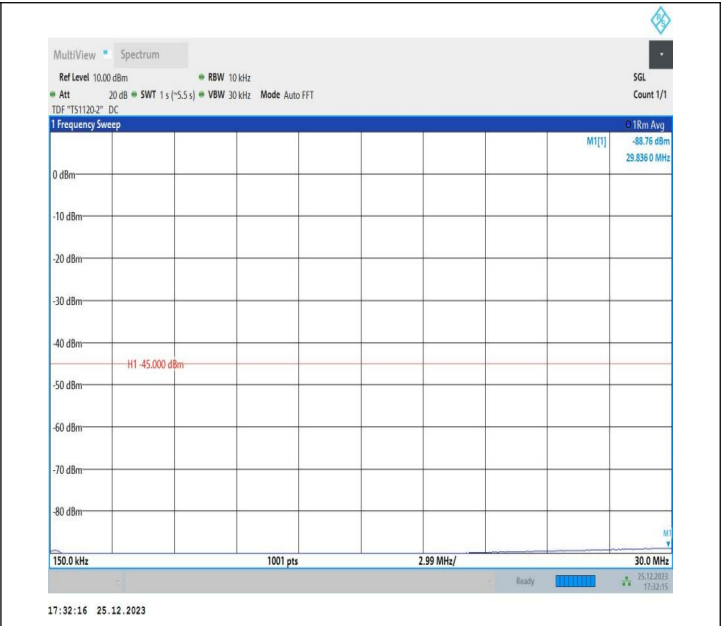 MultiView Spectrum
Ref Level 10.00 dBm RBW 10 kHz SGL
Att 20 dB SWT 1 s (~5.5 s) VBW 30 kHz Mode Auto FFT Count 1/1
TDF "TS1120-2" DC
1 Frequency Sweep 1Rm Avg
M1[1] -88.76 dBm
29.836 0 MHz
0 dBm
-10 dBm
-20 dBm
-30 dBm
-40 dBm
H1 -45.000 dBm
-50 dBm
-60 dBm
-70 dBm
-80 dBm
M1
150.0 kHz 1001 pts 2.99 MHz/ 30.0 MHz
Ready 25.12.2023
17:32:15
17:32:16 25.12.2023